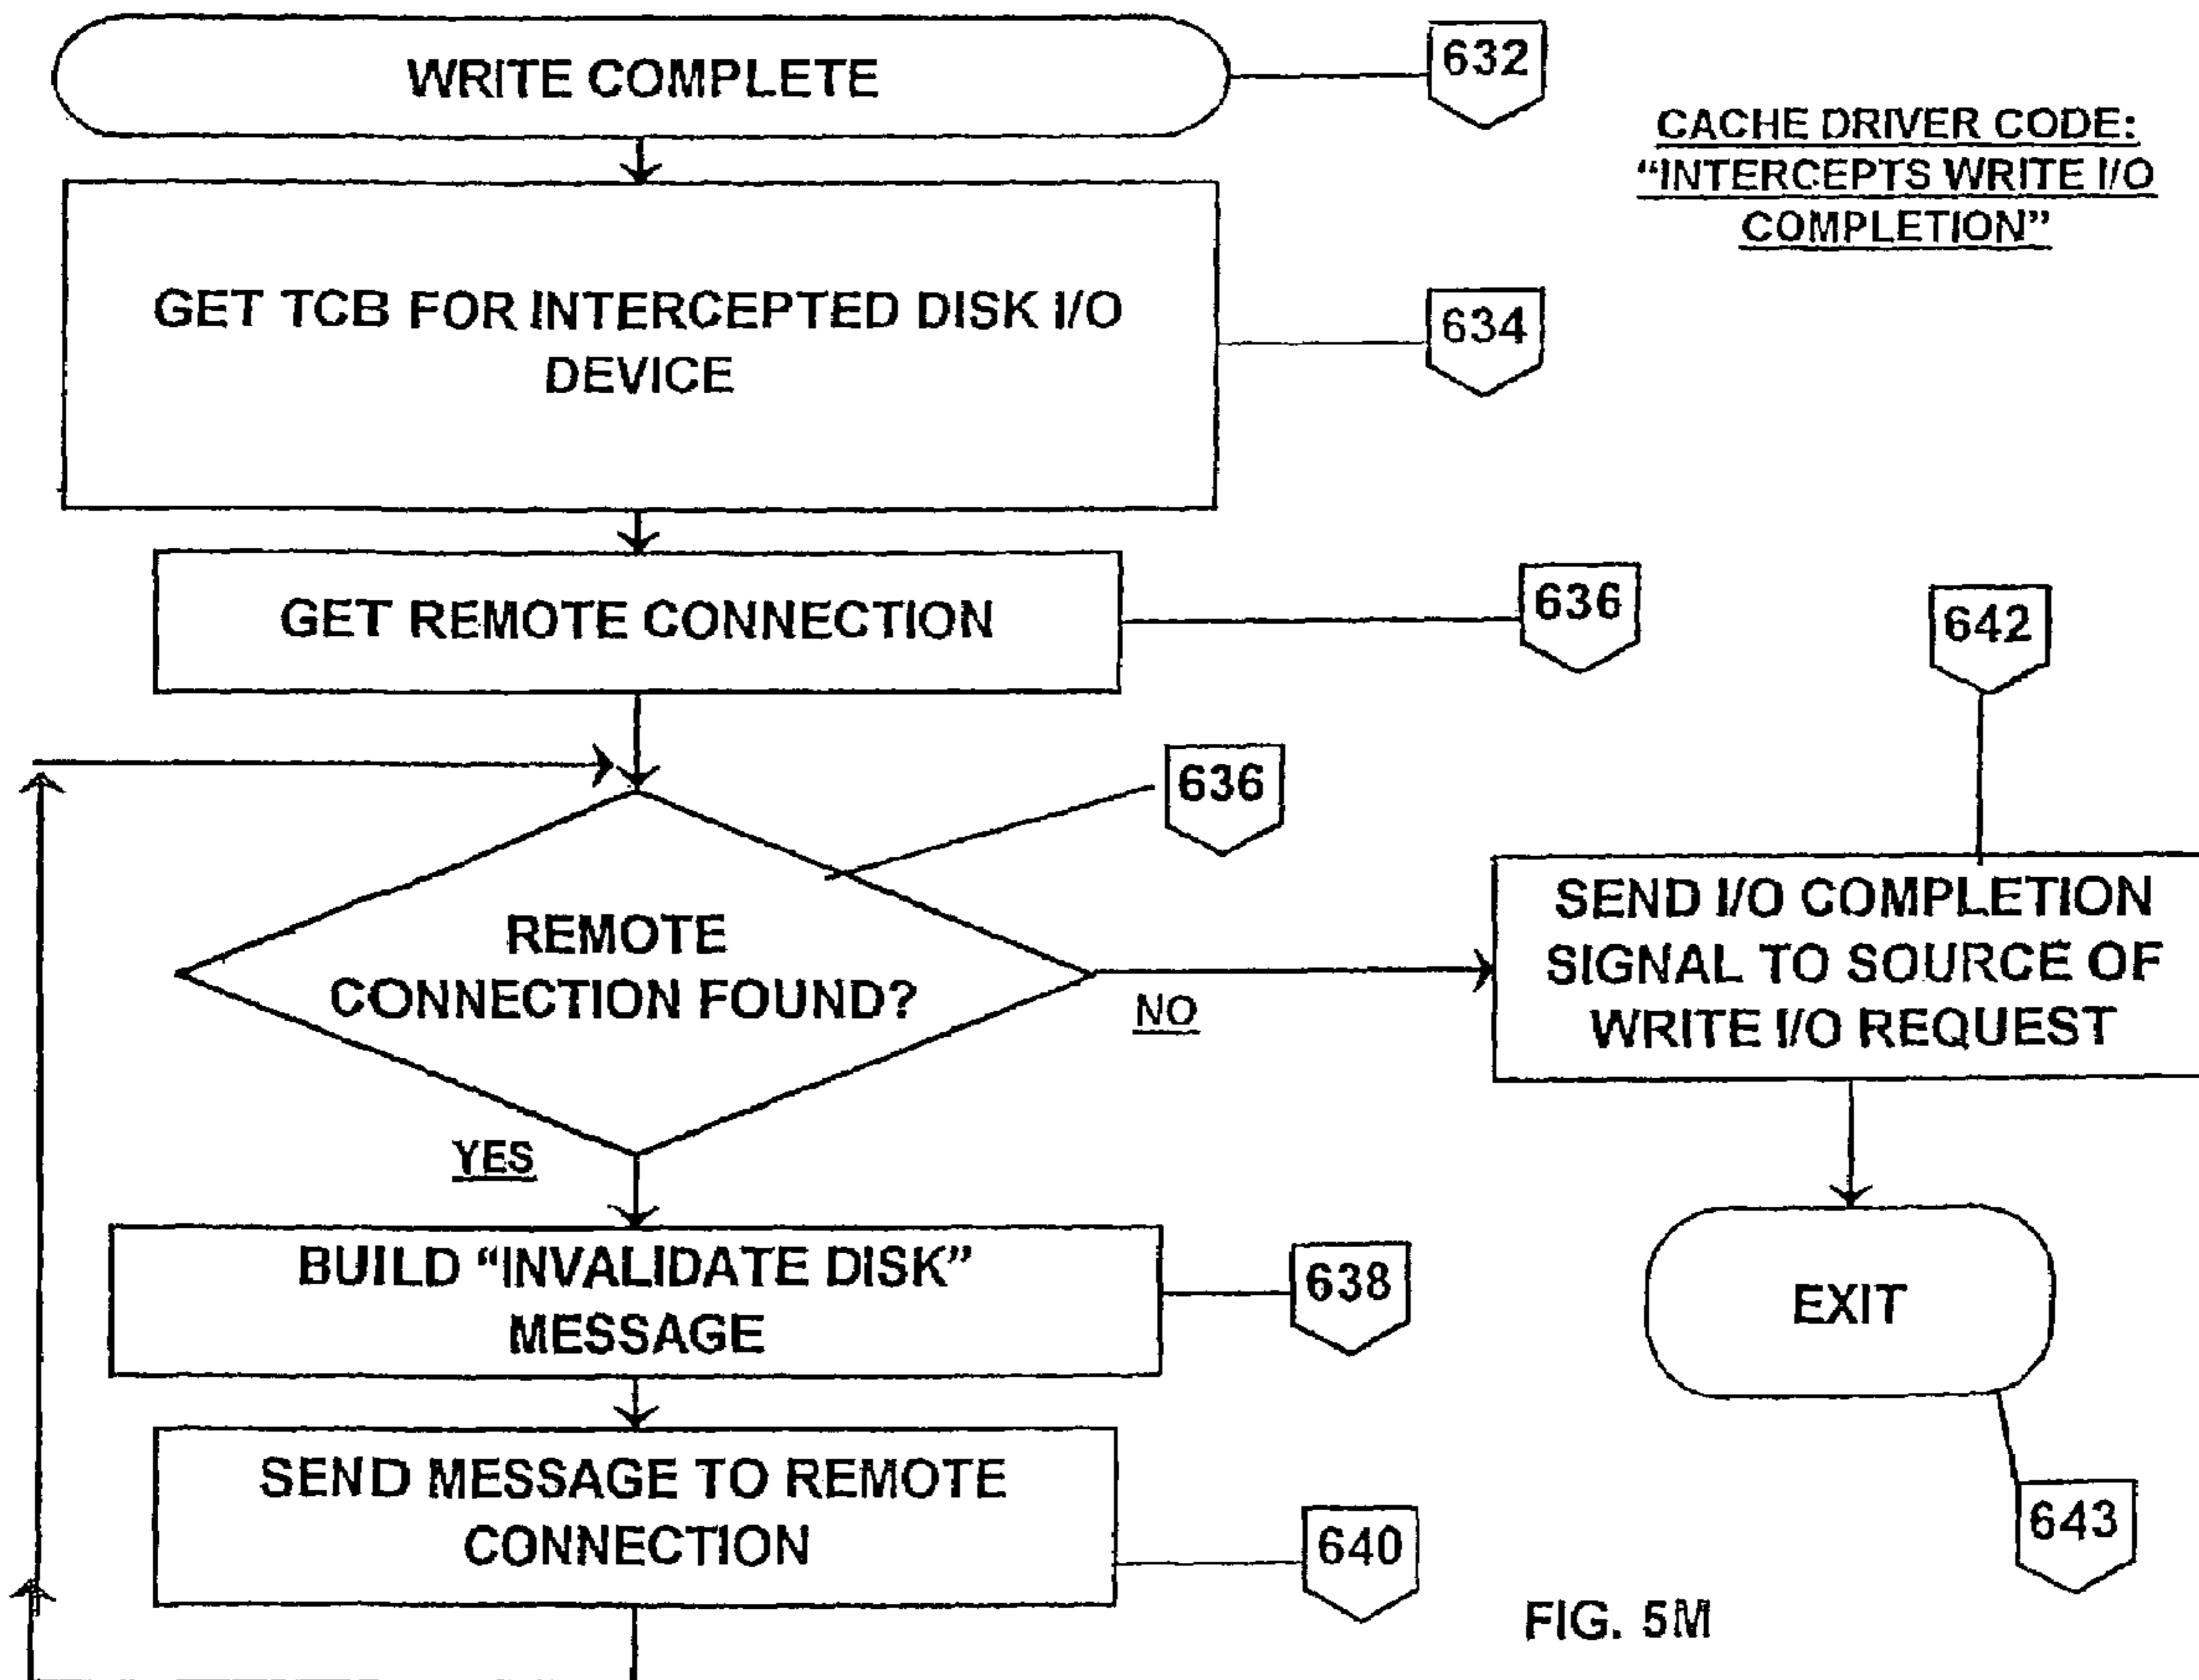 WRITE COMPLETE
632
CACHE DRIVER CODE:
“INTERCEPTS WRITE I/O
COMPLETION”
GET TCB FOR INTERCEPTED DISK I/O
DEVICE
634
GET REMOTE CONNECTION
636
642
636
REMOTE
CONNECTION FOUND?
NO
SEND I/O COMPLETION
SIGNAL TO SOURCE OF
WRITE I/O REQUEST
YES
BUILD “INVALIDATE DISK”
MESSAGE
638
EXIT
SEND MESSAGE TO REMOTE
CONNECTION
640
643
FIG. 5M